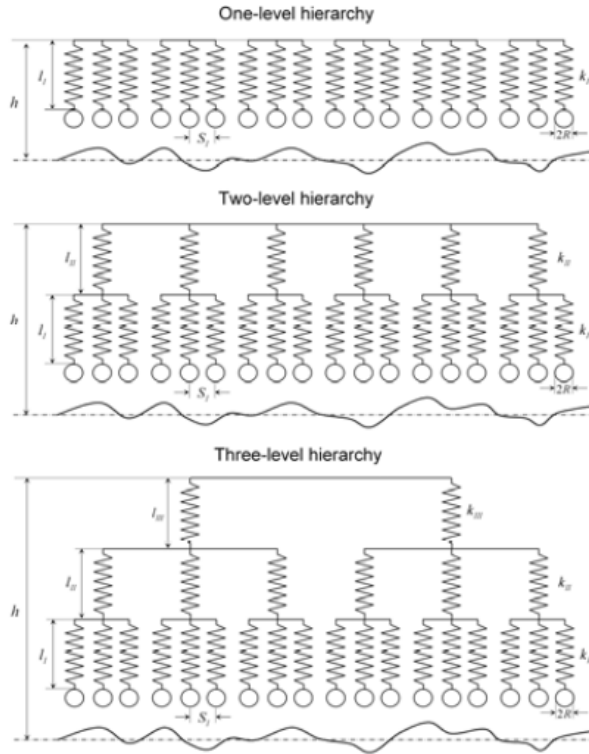 One-level hierarchy
l_I
k_I
h
S_I
2R
Two-level hierarchy
l_II
k_II
h
l_I
k_I
S_I
2R
Three-level hierarchy
l_III
k_III
l_II
k_II
h
l_I
k_I
S_I
2R